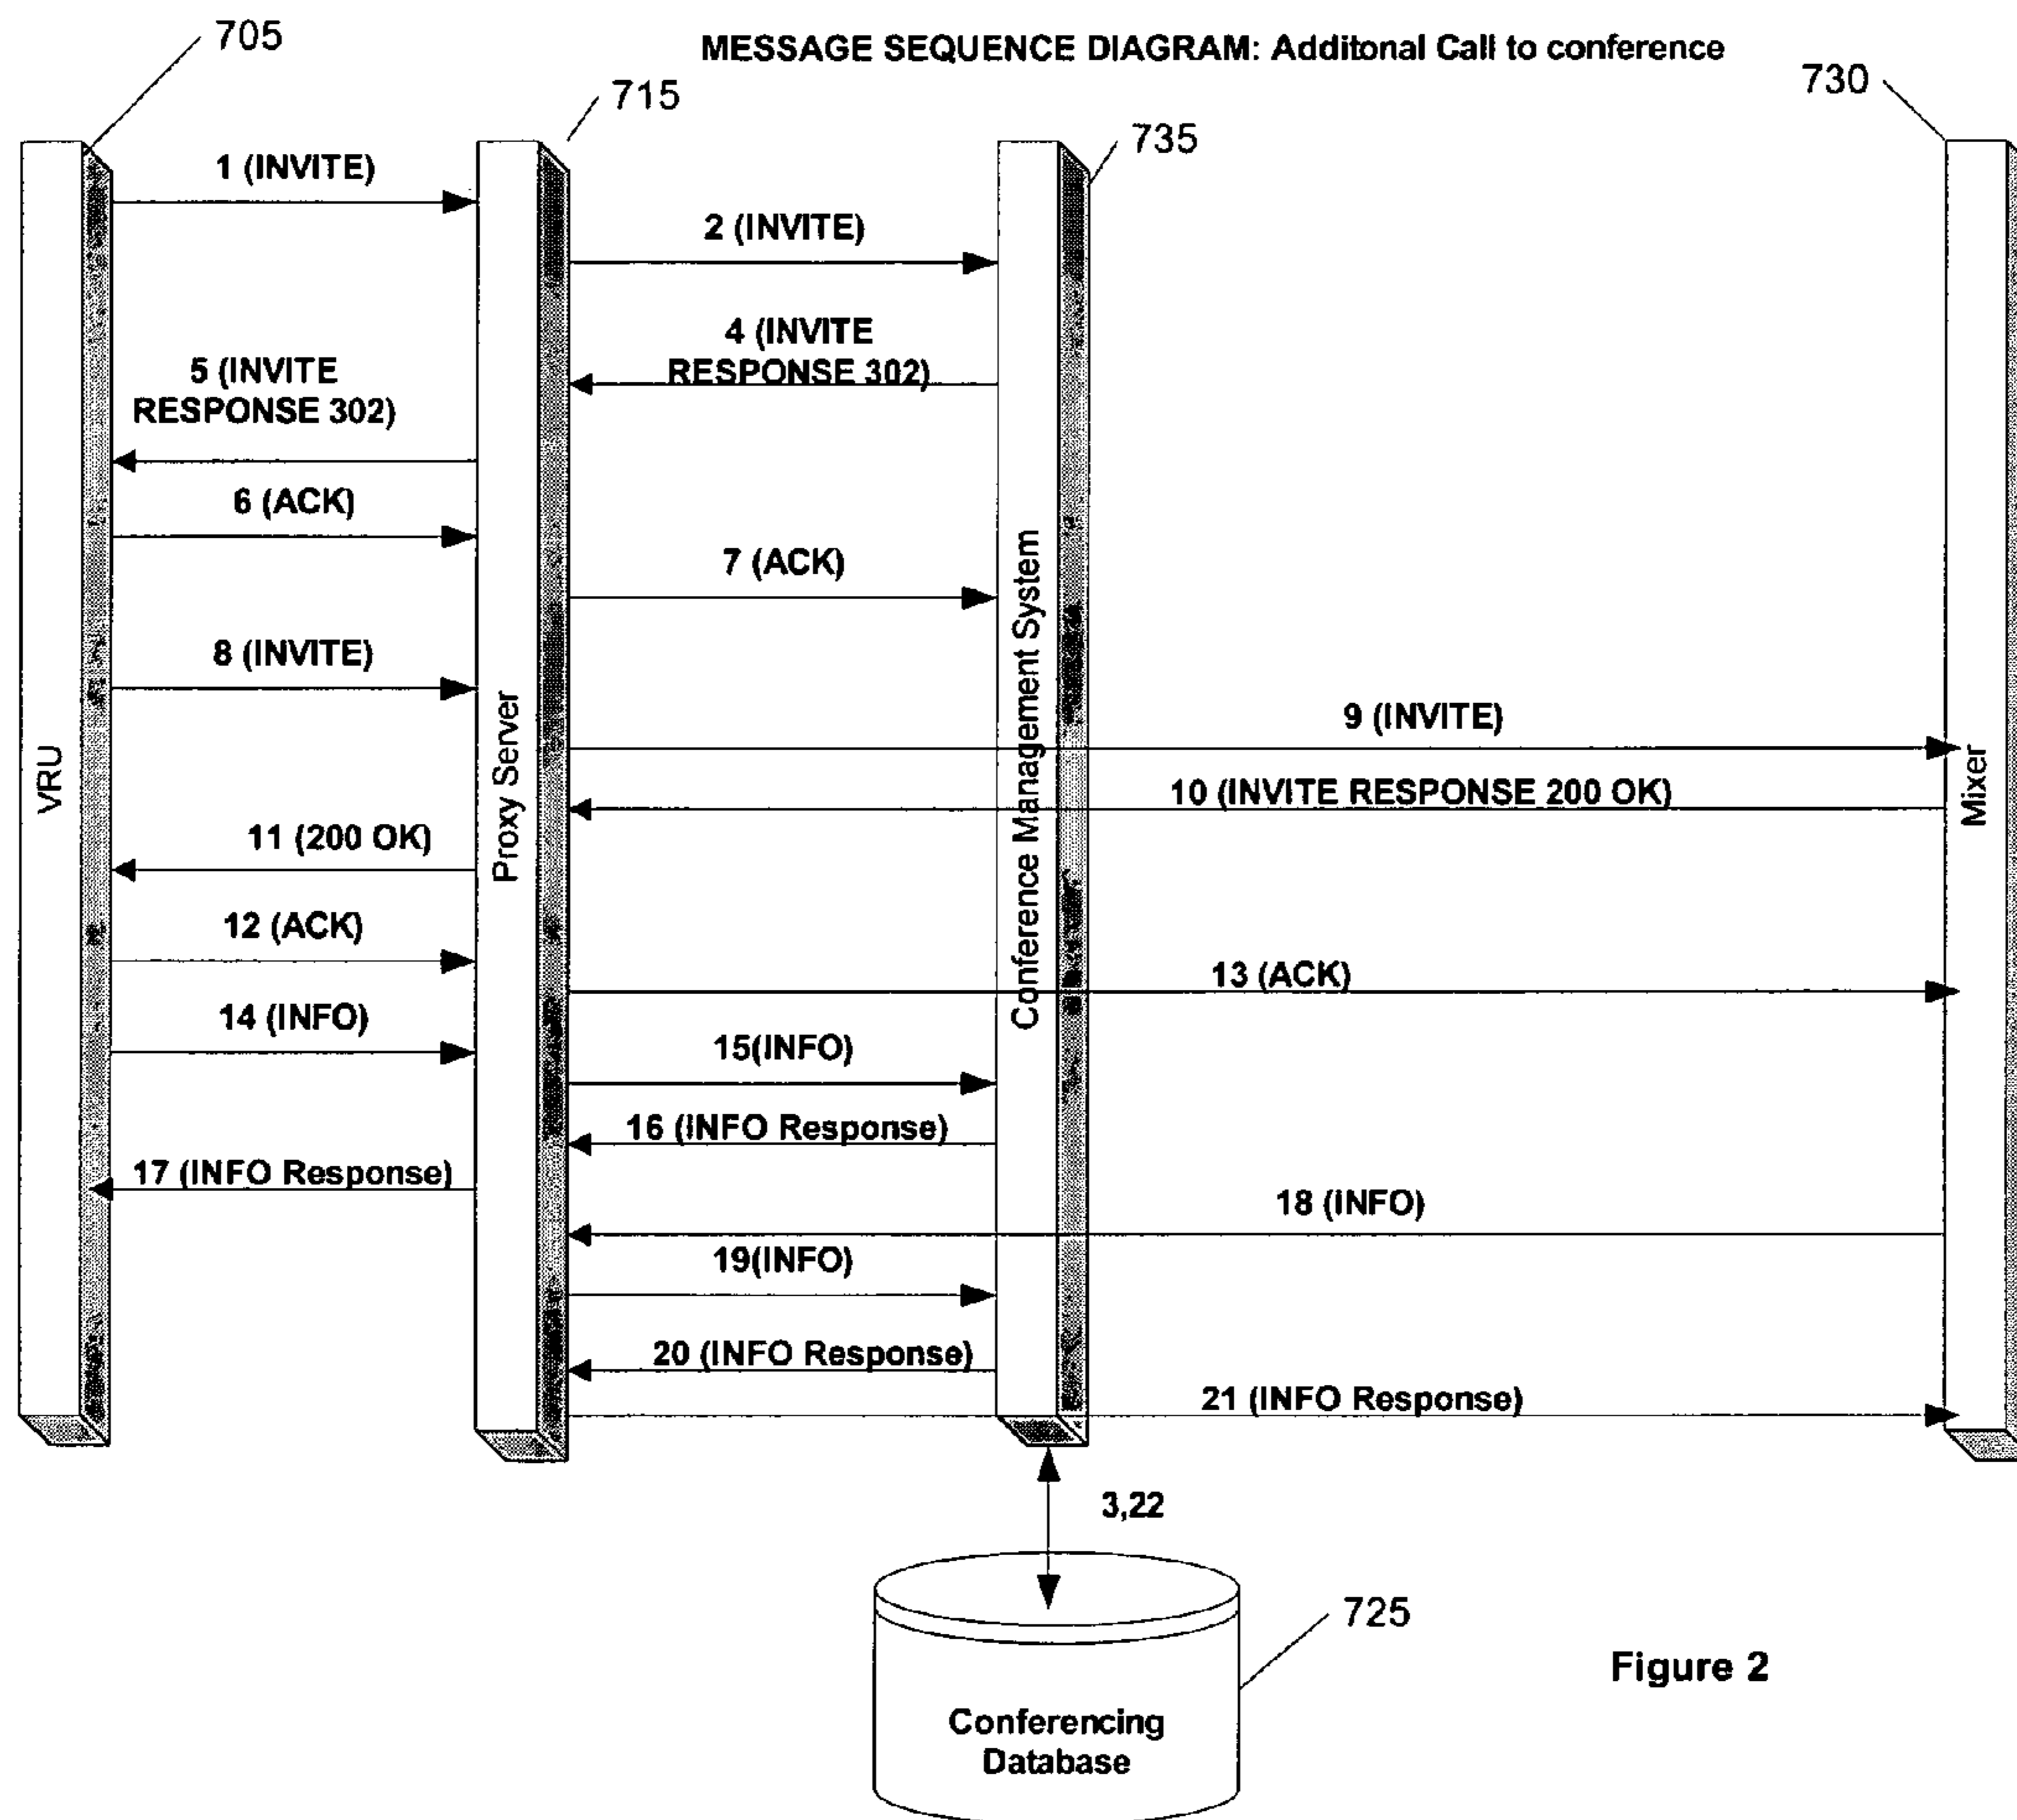 705
MESSAGE SEQUENCE DIAGRAM: Additonal Call to conference
715
730
735
1 (INVITE)
2 (INVITE)
4 (INVITE
RESPONSE 302)
5 (INVITE
RESPONSE 302)
6 (ACK)
7 (ACK)
8 (INVITE)
9 (INVITE)
10 (INVITE RESPONSE 200 OK)
11 (200 OK)
12 (ACK)
13 (ACK)
14 (INFO)
15(INFO)
16 (INFO Response)
17 (INFO Response)
18 (INFO)
19(INFO)
20 (INFO Response)
21 (INFO Response)
VRU
Proxy Server
Conference Management System
Mixer
3,22
725
Conferencing
Database
Figure 2